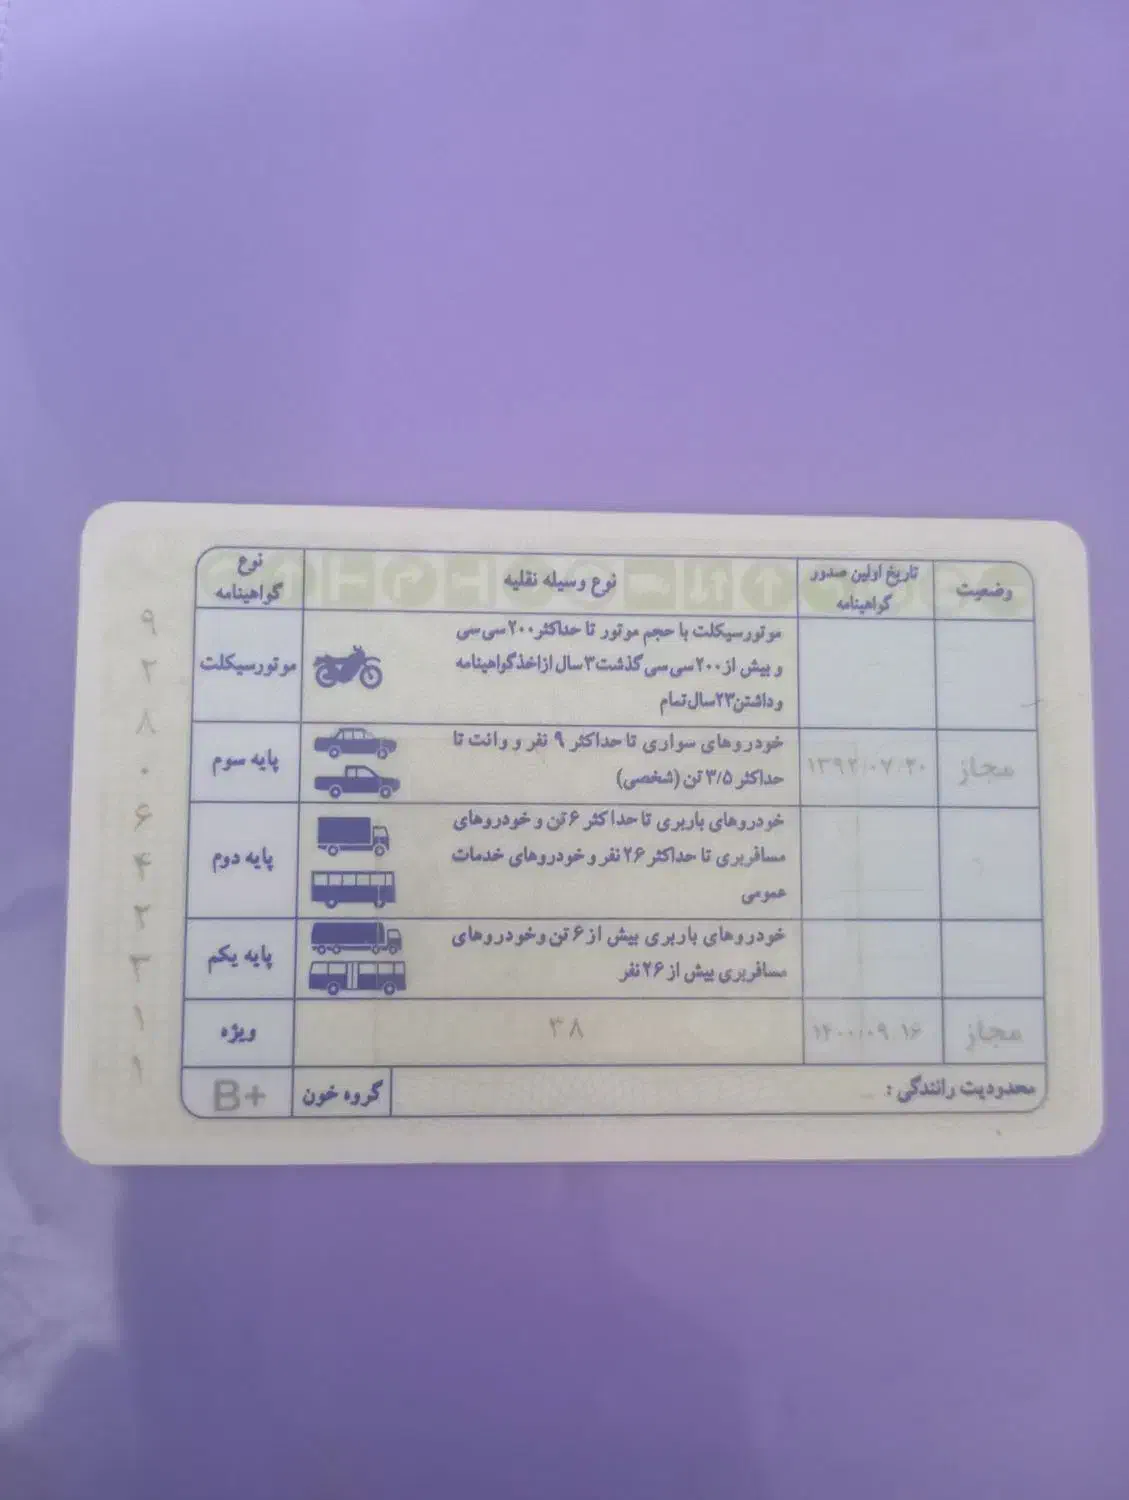 نوع گواهینامه | نوع وسیله نقلیه | تاریخ اولین صدور گواهینامه | وضعیت
موتورسیکلت | موتورسیکلت با حجم موتور تا حداکثر ۲۰۰ سی سی
و بیش از ۲۰۰ سی سی گذشت ۳ سال از اخذ گواهینامه
و داشتن ۲۳ سال تمام
پایه سوم | خودروهای سواری تا حداکثر ۹ نفر و وانت تا
حداکثر ۳/۵ تن (شخصی) | ۱۳۹۲/۰۷/۲۰ | مجاز
پایه دوم | خودروهای باربری تا حداکثر ۶ تن و خودروهای
مسافربری تا حداکثر ۲۶ نفر و خودروهای خدمات
عمومی
پایه یکم | خودروهای باربری بیش از ۶ تن و خودروهای
مسافربری بیش از ۲۶ نفر
ویژه | ۳۸ | ۱۴۰۰/۰۹/۱۶ | مجاز
محدودیت رانندگی :
گروه خون | B+
۹
۲
۸
۰
۶
۴
۲
۳
۱
۱